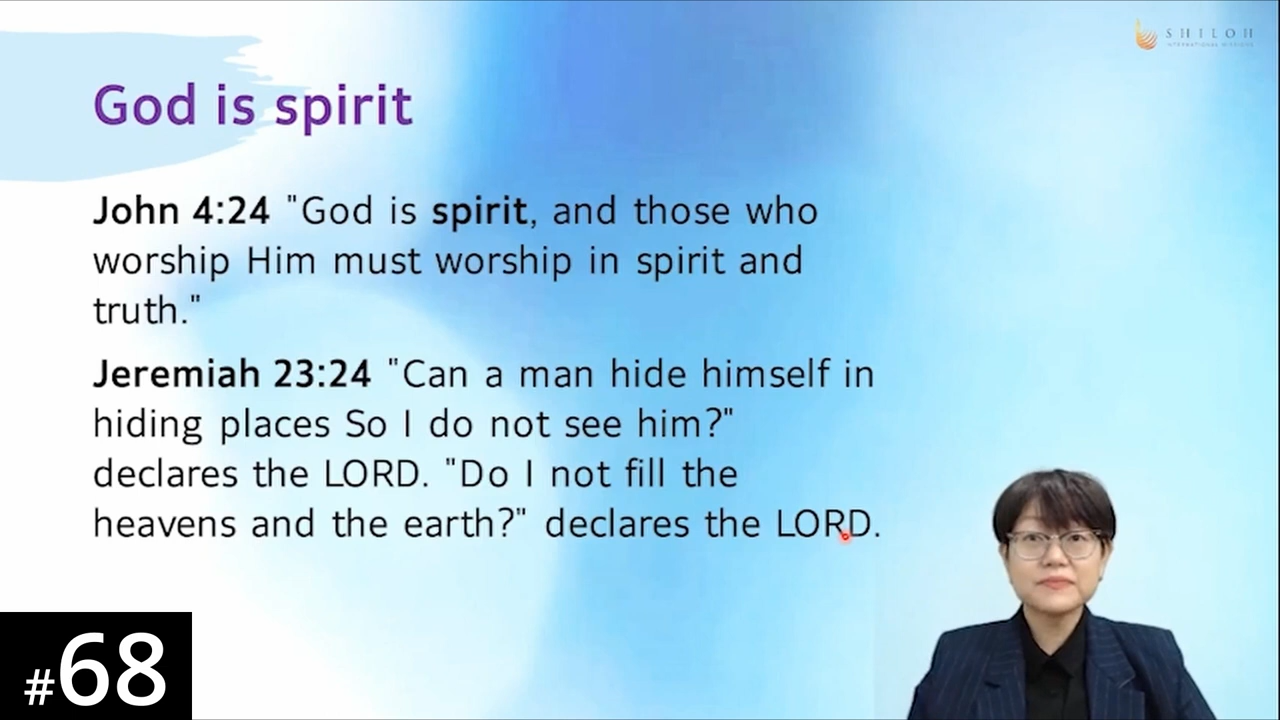 SHILOH
INTERNATIONAL MISSIONS
God is spirit
John 4:24 "God is spirit, and those who
worship Him must worship in spirit and
truth."
Jeremiah 23:24 "Can a man hide himself in
hiding places So I do not see him?"
declares the LORD. "Do I not fill the
heavens and the earth?" declares the LORD.
#68